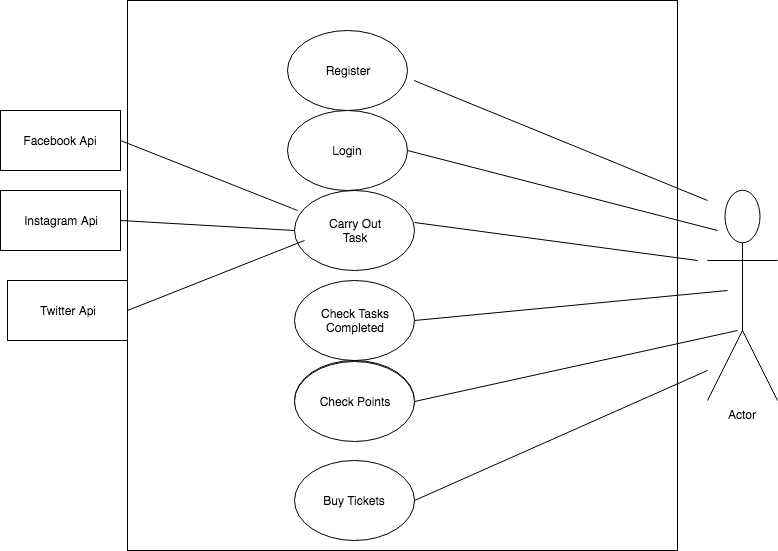 Register
Facebook Api
Login
Instagram Api
Carry Out
Task
Twitter Api
Check Tasks
Completed
Check Points
Actor
Buy Tickets